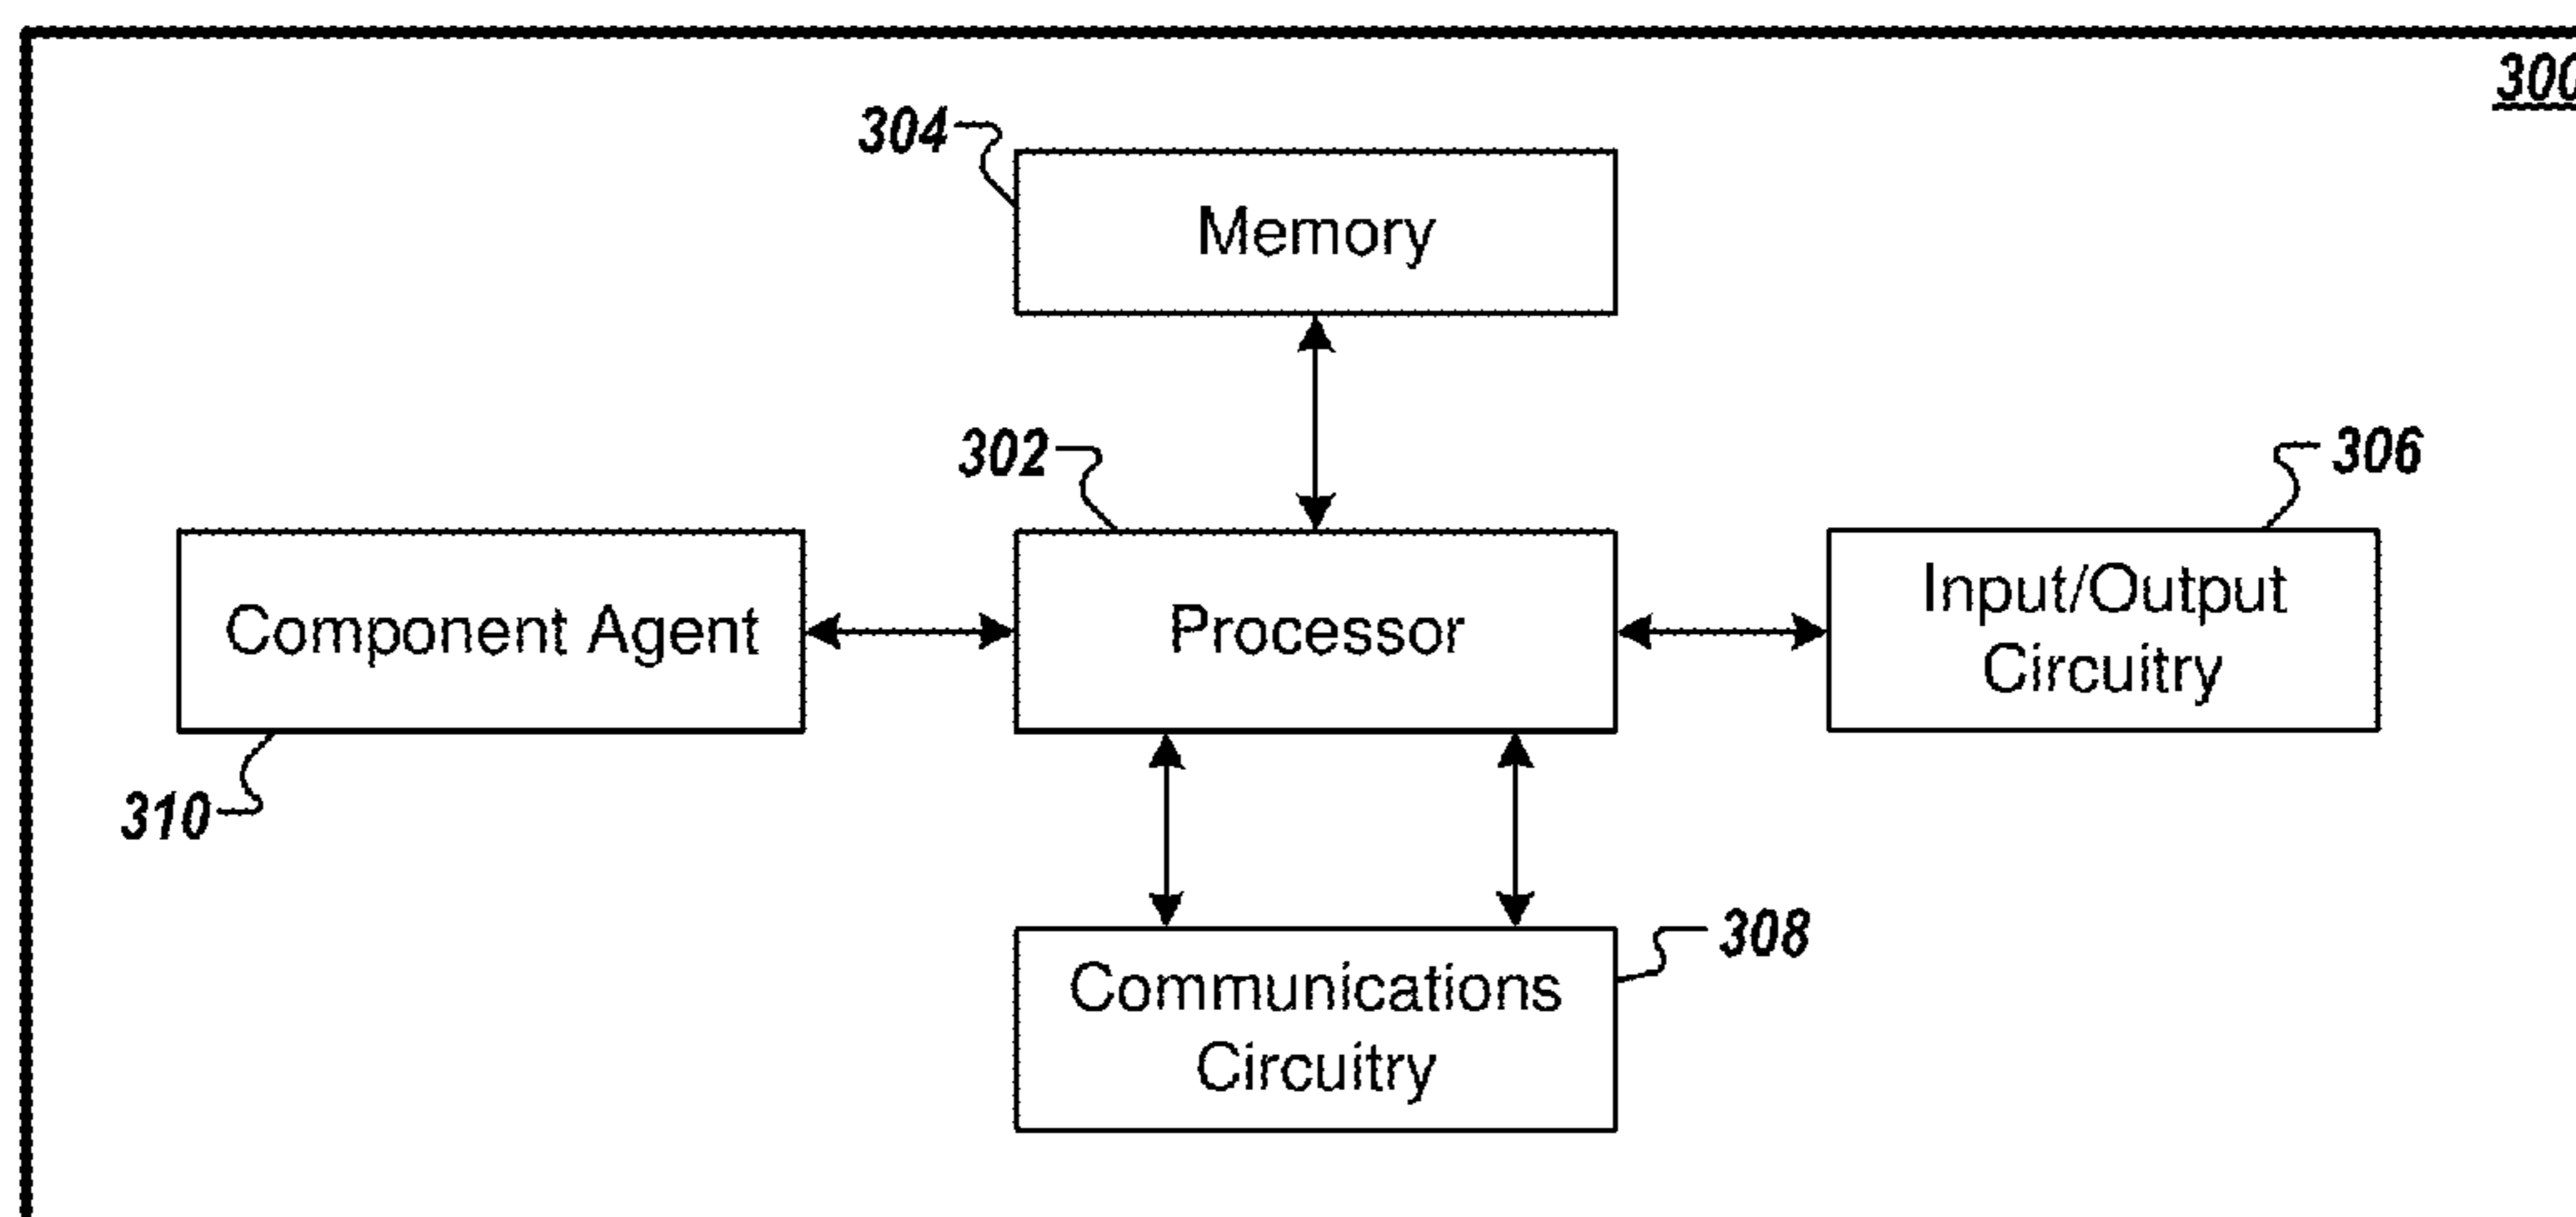 300
304
Memory
302
306
Component Agent
Processor
Input/Output
Circuitry
310
308
Communications
Circuitry